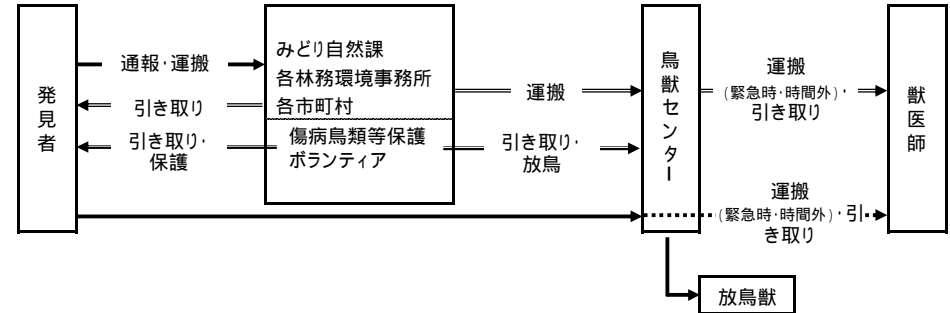 発見者
通報・運搬
引き取り
引き取り・
保護
みどり自然課
各林務環境事務所
各市町村
傷病鳥類等保護
ボランティア
運搬
引き取り・
放鳥
鳥獣センター
運搬
(緊急時・時間外)・
引き取り
運搬
(緊急時・時間外)・引
き取り
獣医師
放鳥獣